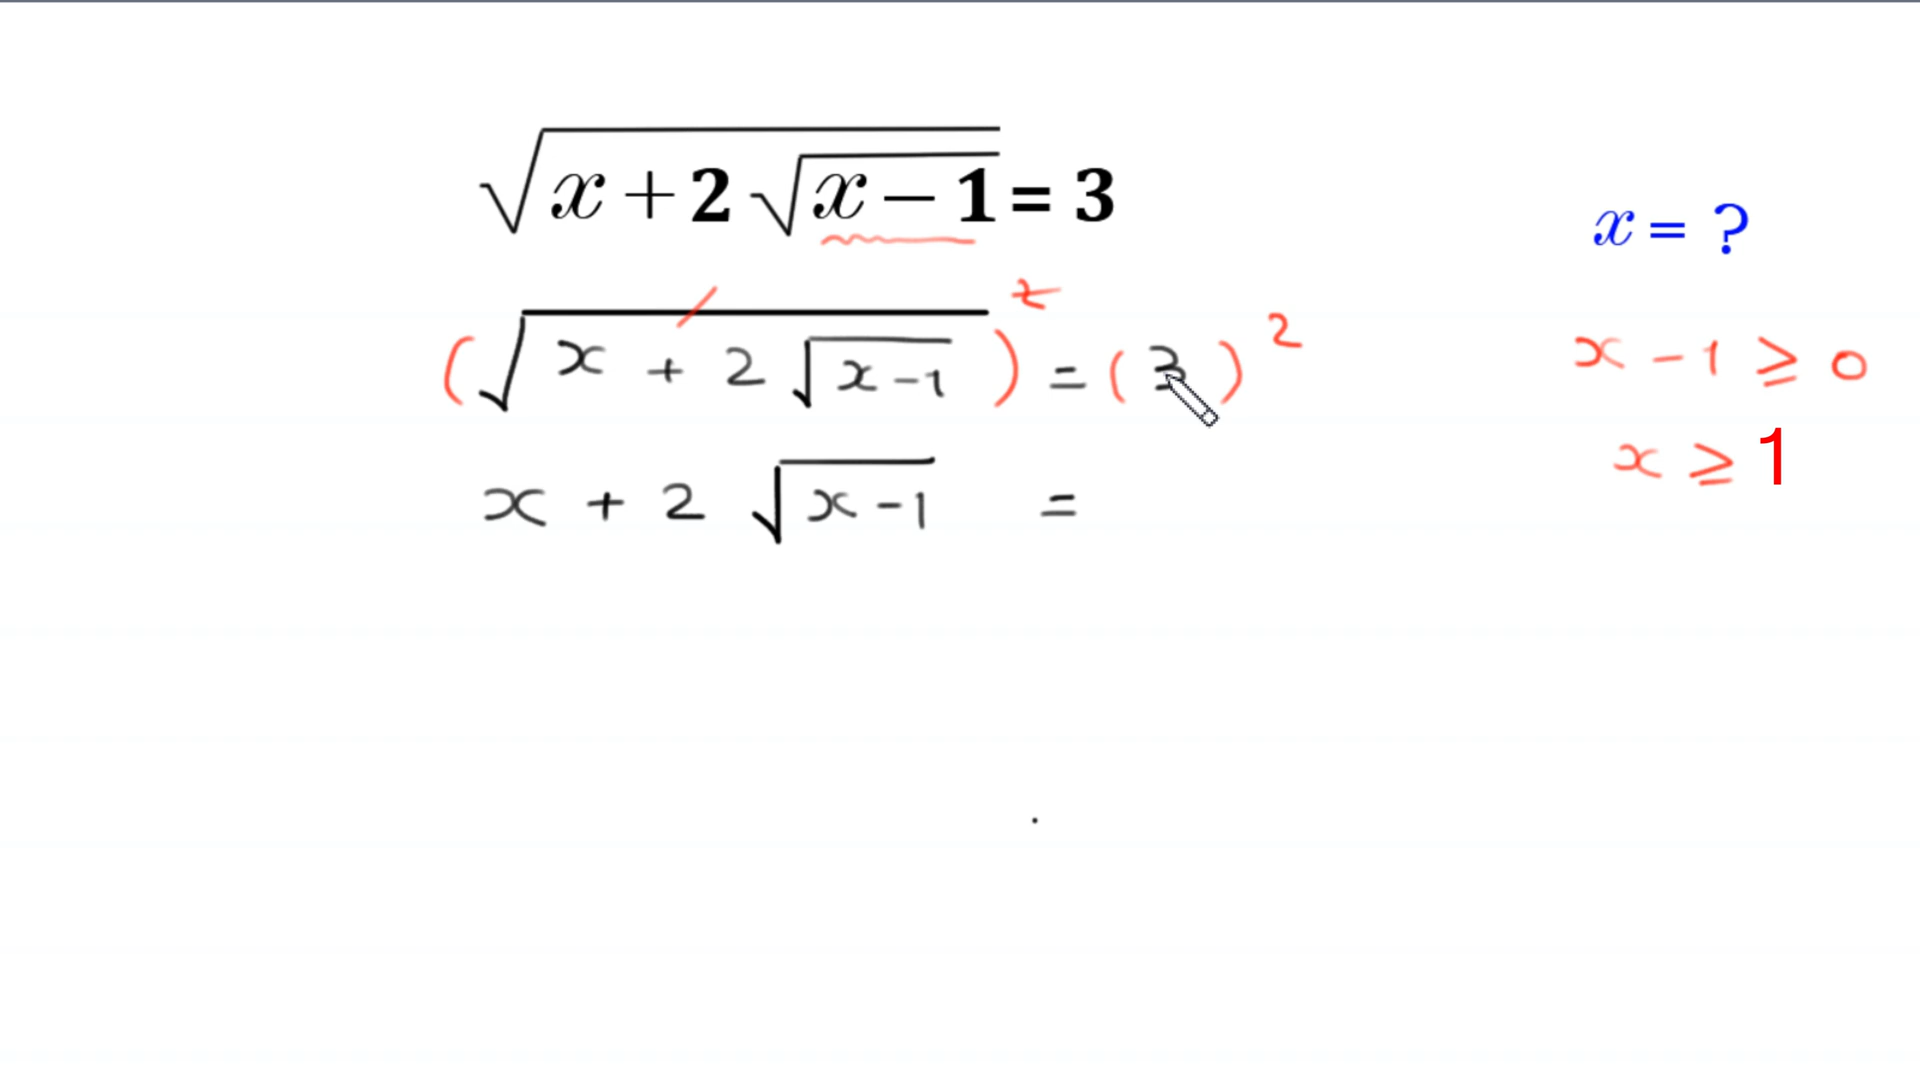 √(x + 2√(x − 1)) = 3
x = ?
(√(x + 2√(x − 1)))² = (3)²
x − 1 ≥ 0
x ≥ 1
x + 2√(x − 1) =